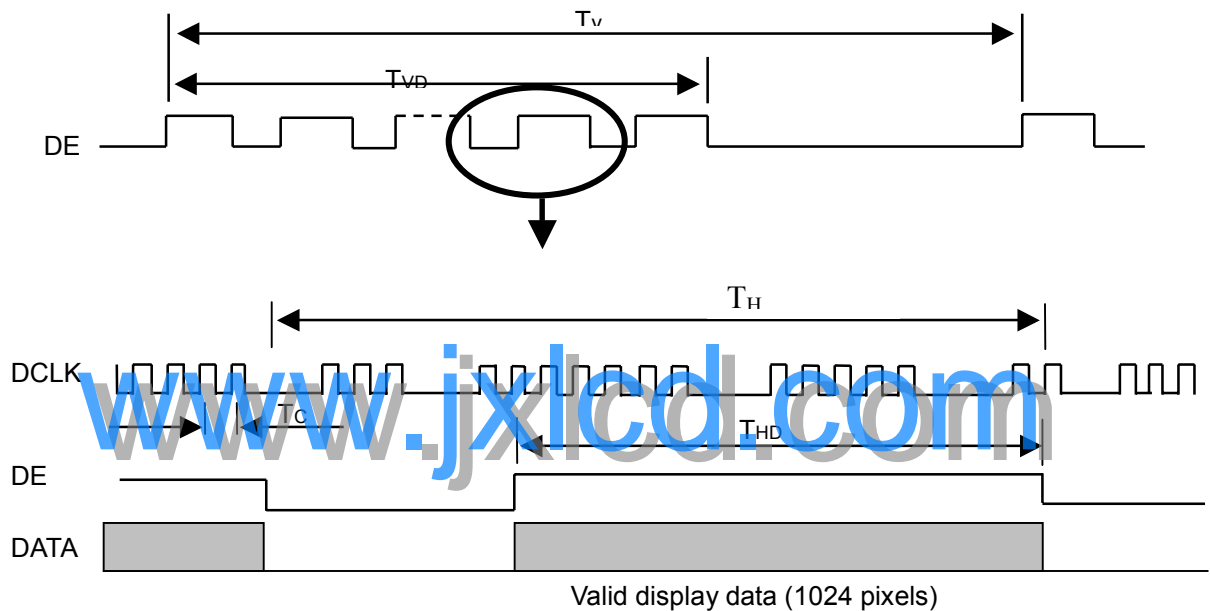 TV
TVD
DE
TH
DCLK
www.jxlcd.com
TC
THD
DE
DATA
Valid display data (1024 pixels)